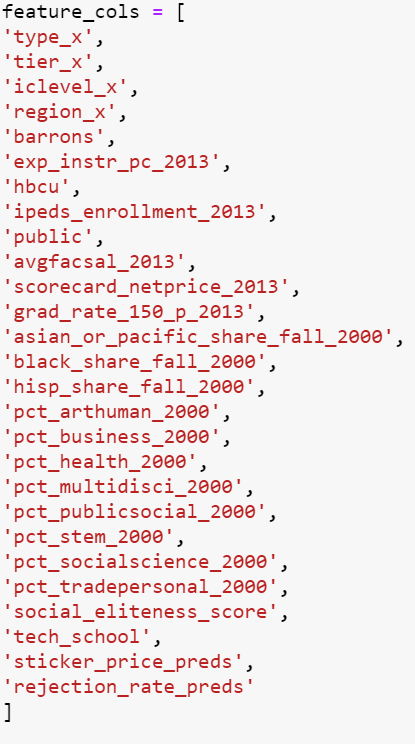 feature_cols = [
'type_x',
'tier_x',
'iclevel_x',
'region_x',
'barrons',
'exp_instr_pc_2013',
'hbcu',
'ipeds_enrollment_2013',
'public',
'avgfacsal_2013',
'scorecard_netprice_2013',
'grad_rate_150_p_2013',
'asian_or_pacific_share_fall_2000',
'black_share_fall_2000',
'hisp_share_fall_2000',
'pct_arthuman_2000',
'pct_business_2000',
'pct_health_2000',
'pct_multidisci_2000',
'pct_publicsocial_2000',
'pct_stem_2000',
'pct_socialscience_2000',
'pct_tradepersonal_2000',
'social_eliteness_score',
'tech_school',
'sticker_price_preds',
'rejection_rate_preds'
]